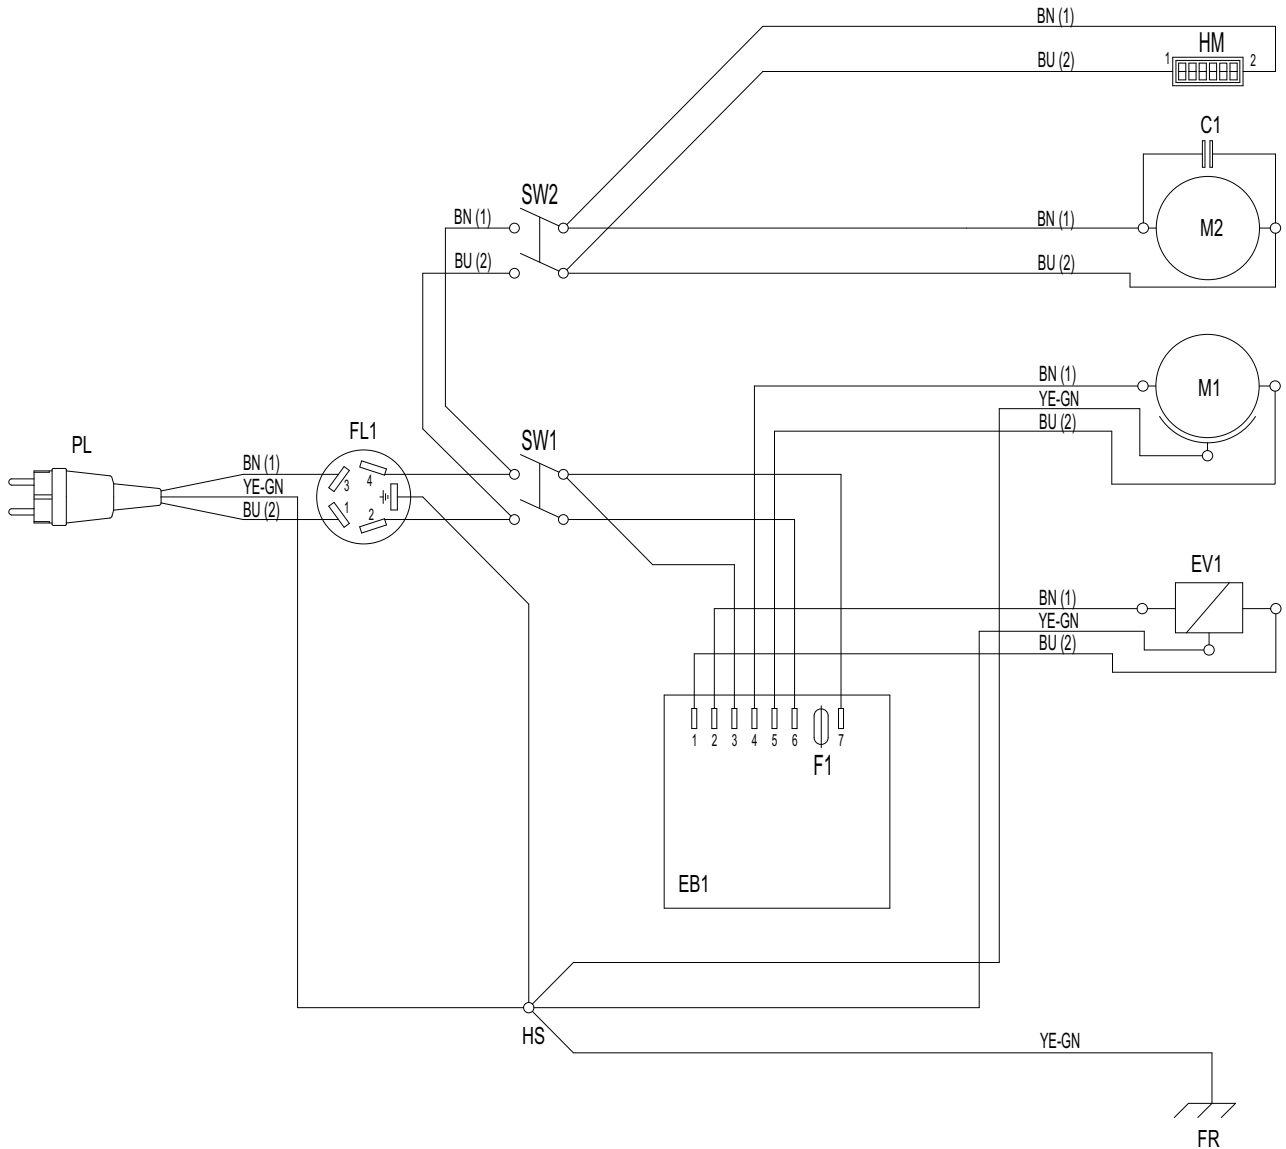 BN (1)
HM
BU (2)
1
2
C1
SW2
BN (1)
BN (1)
M2
BU (2)
BU (2)
BN (1)
M1
YE-GN
BU (2)
FL1
SW1
PL
BN (1)
4
3
YE-GN
1
2
BU (2)
EV1
BN (1)
YE-GN
BU (2)
1 2 3 4 5 6 7
F1
EB1
HS
YE-GN
FR